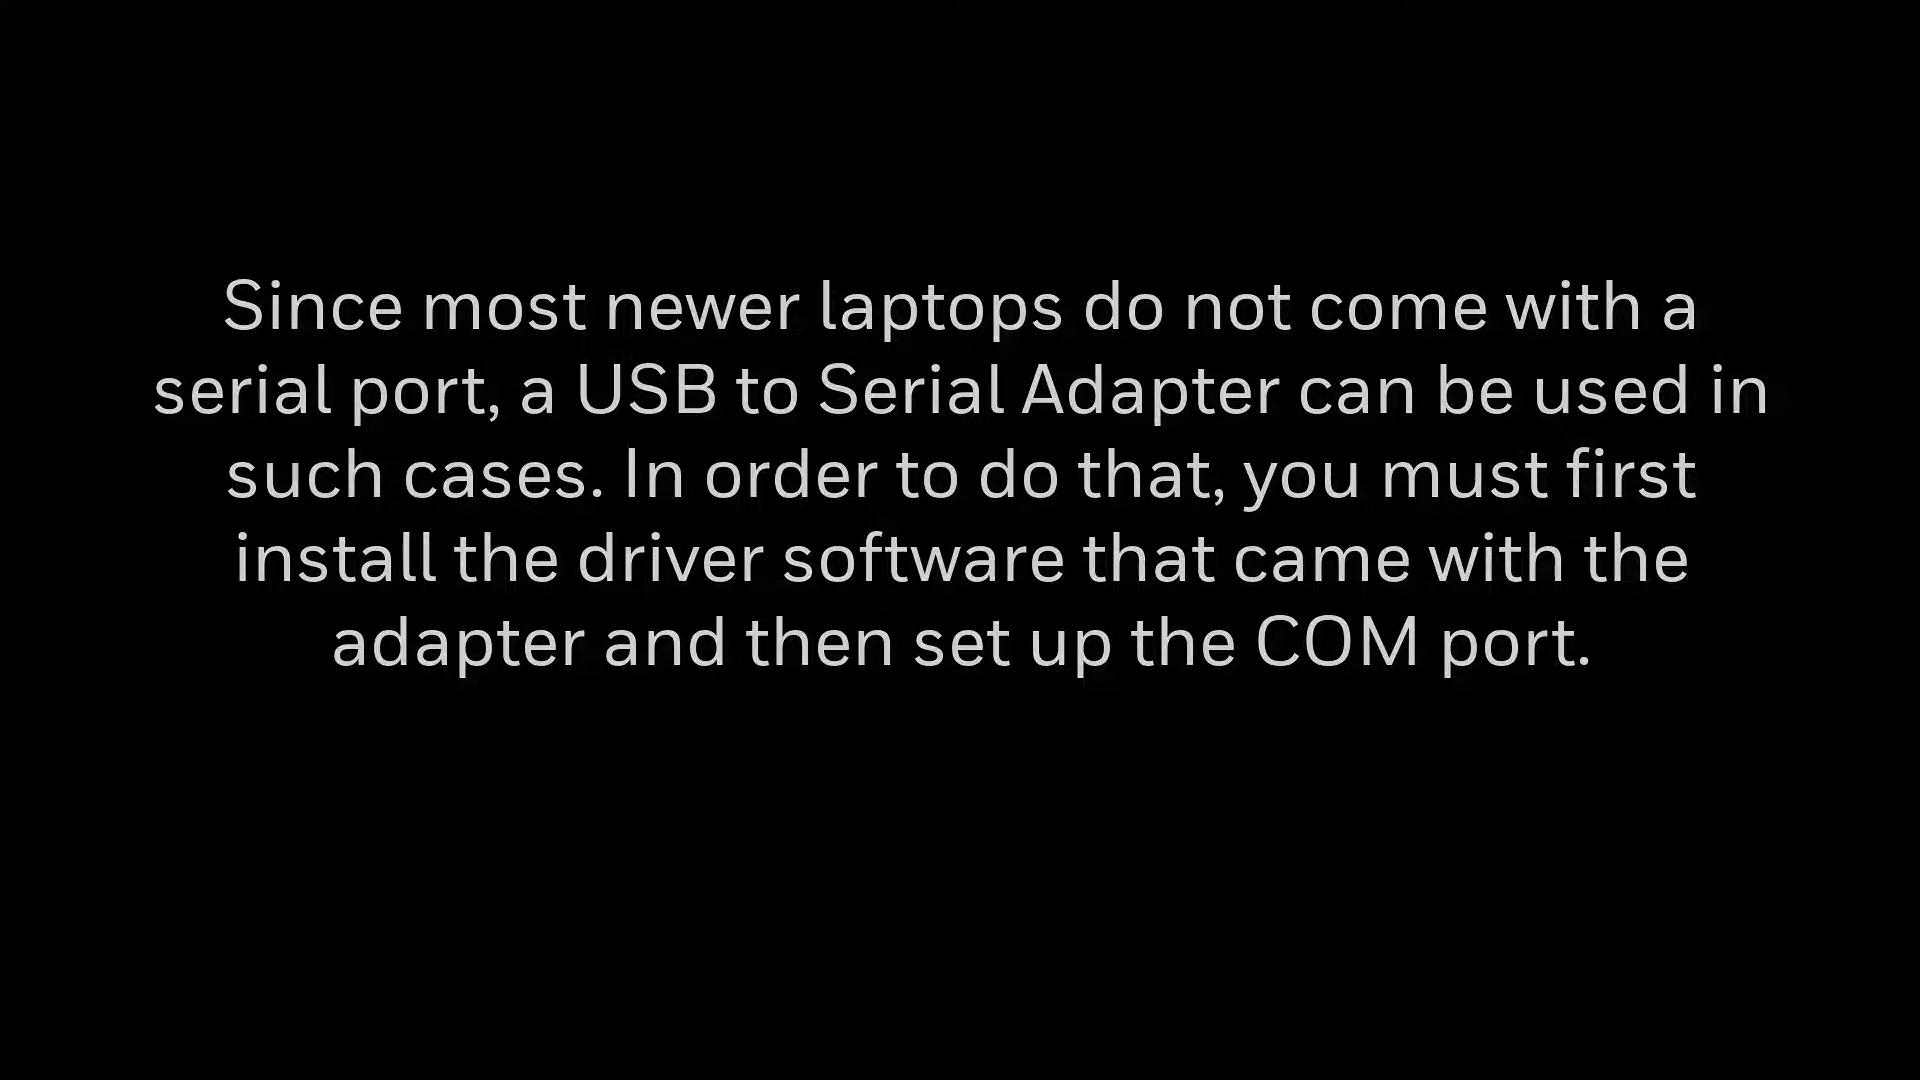 Since most newer laptops do not come with a
serial port, a USB to Serial Adapter can be used in
such cases. In order to do that, you must first
install the driver software that came with the
adapter and then set up the COM port.